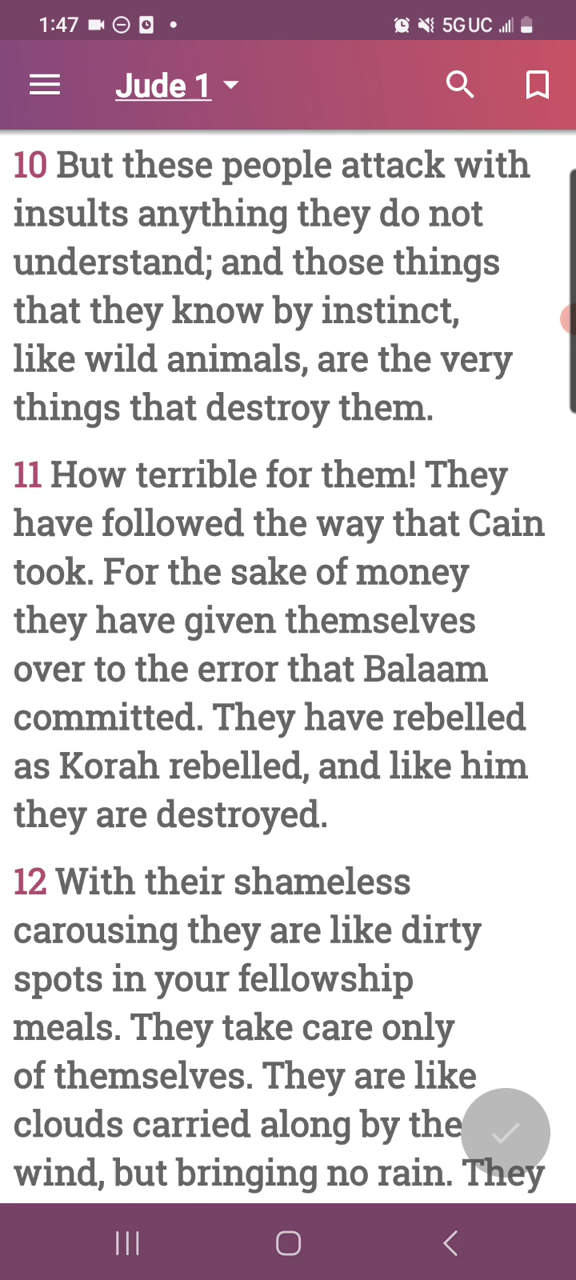 1:47
5G UC
Jude 1
10 But these people attack with
insults anything they do not
understand; and those things
that they know by instinct,
like wild animals, are the very
things that destroy them.
11 How terrible for them! They
have followed the way that Cain
took. For the sake of money
they have given themselves
over to the error that Balaam
committed. They have rebelled
as Korah rebelled, and like him
they are destroyed.
12 With their shameless
carousing they are like dirty
spots in your fellowship
meals. They take care only
of themselves. They are like
clouds carried along by the
wind, but bringing no rain. They